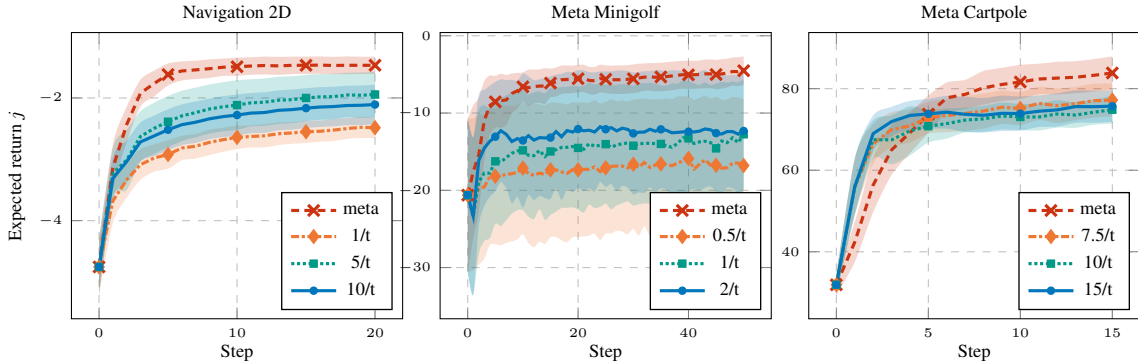 Navigation 2D
Expected return j
−2
−4
0
10
20
Step
meta
1/t
5/t
10/t
Meta Minigolf
0
−10
−20
−30
0
20
40
Step
meta
0.5/t
1/t
2/t
Meta Cartpole
80
60
40
0
5
10
15
Step
meta
7.5/t
10/t
15/t